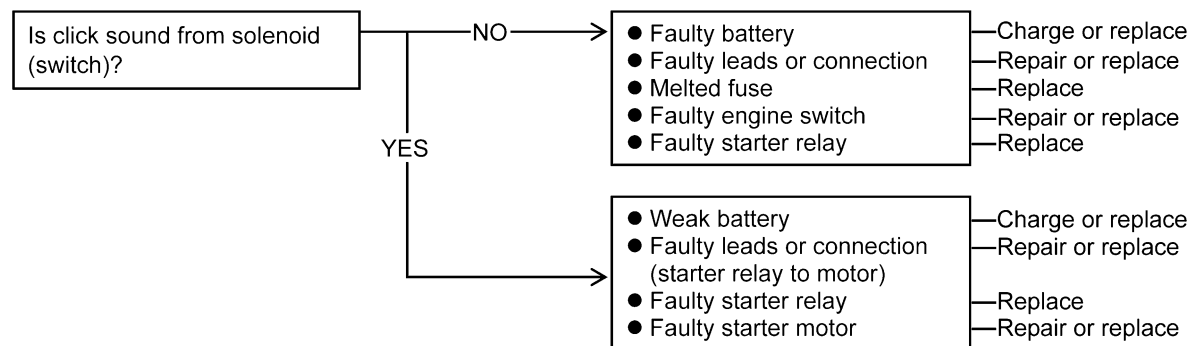 Is click sound from solenoid
(switch)?
NO
YES
● Faulty battery
Charge or replace
● Faulty leads or connection
Repair or replace
● Melted fuse
Replace
● Faulty engine switch
Repair or replace
● Faulty starter relay
Replace
● Weak battery
Charge or replace
● Faulty leads or connection
(starter relay to motor)
Repair or replace
● Faulty starter relay
Replace
● Faulty starter motor
Repair or replace